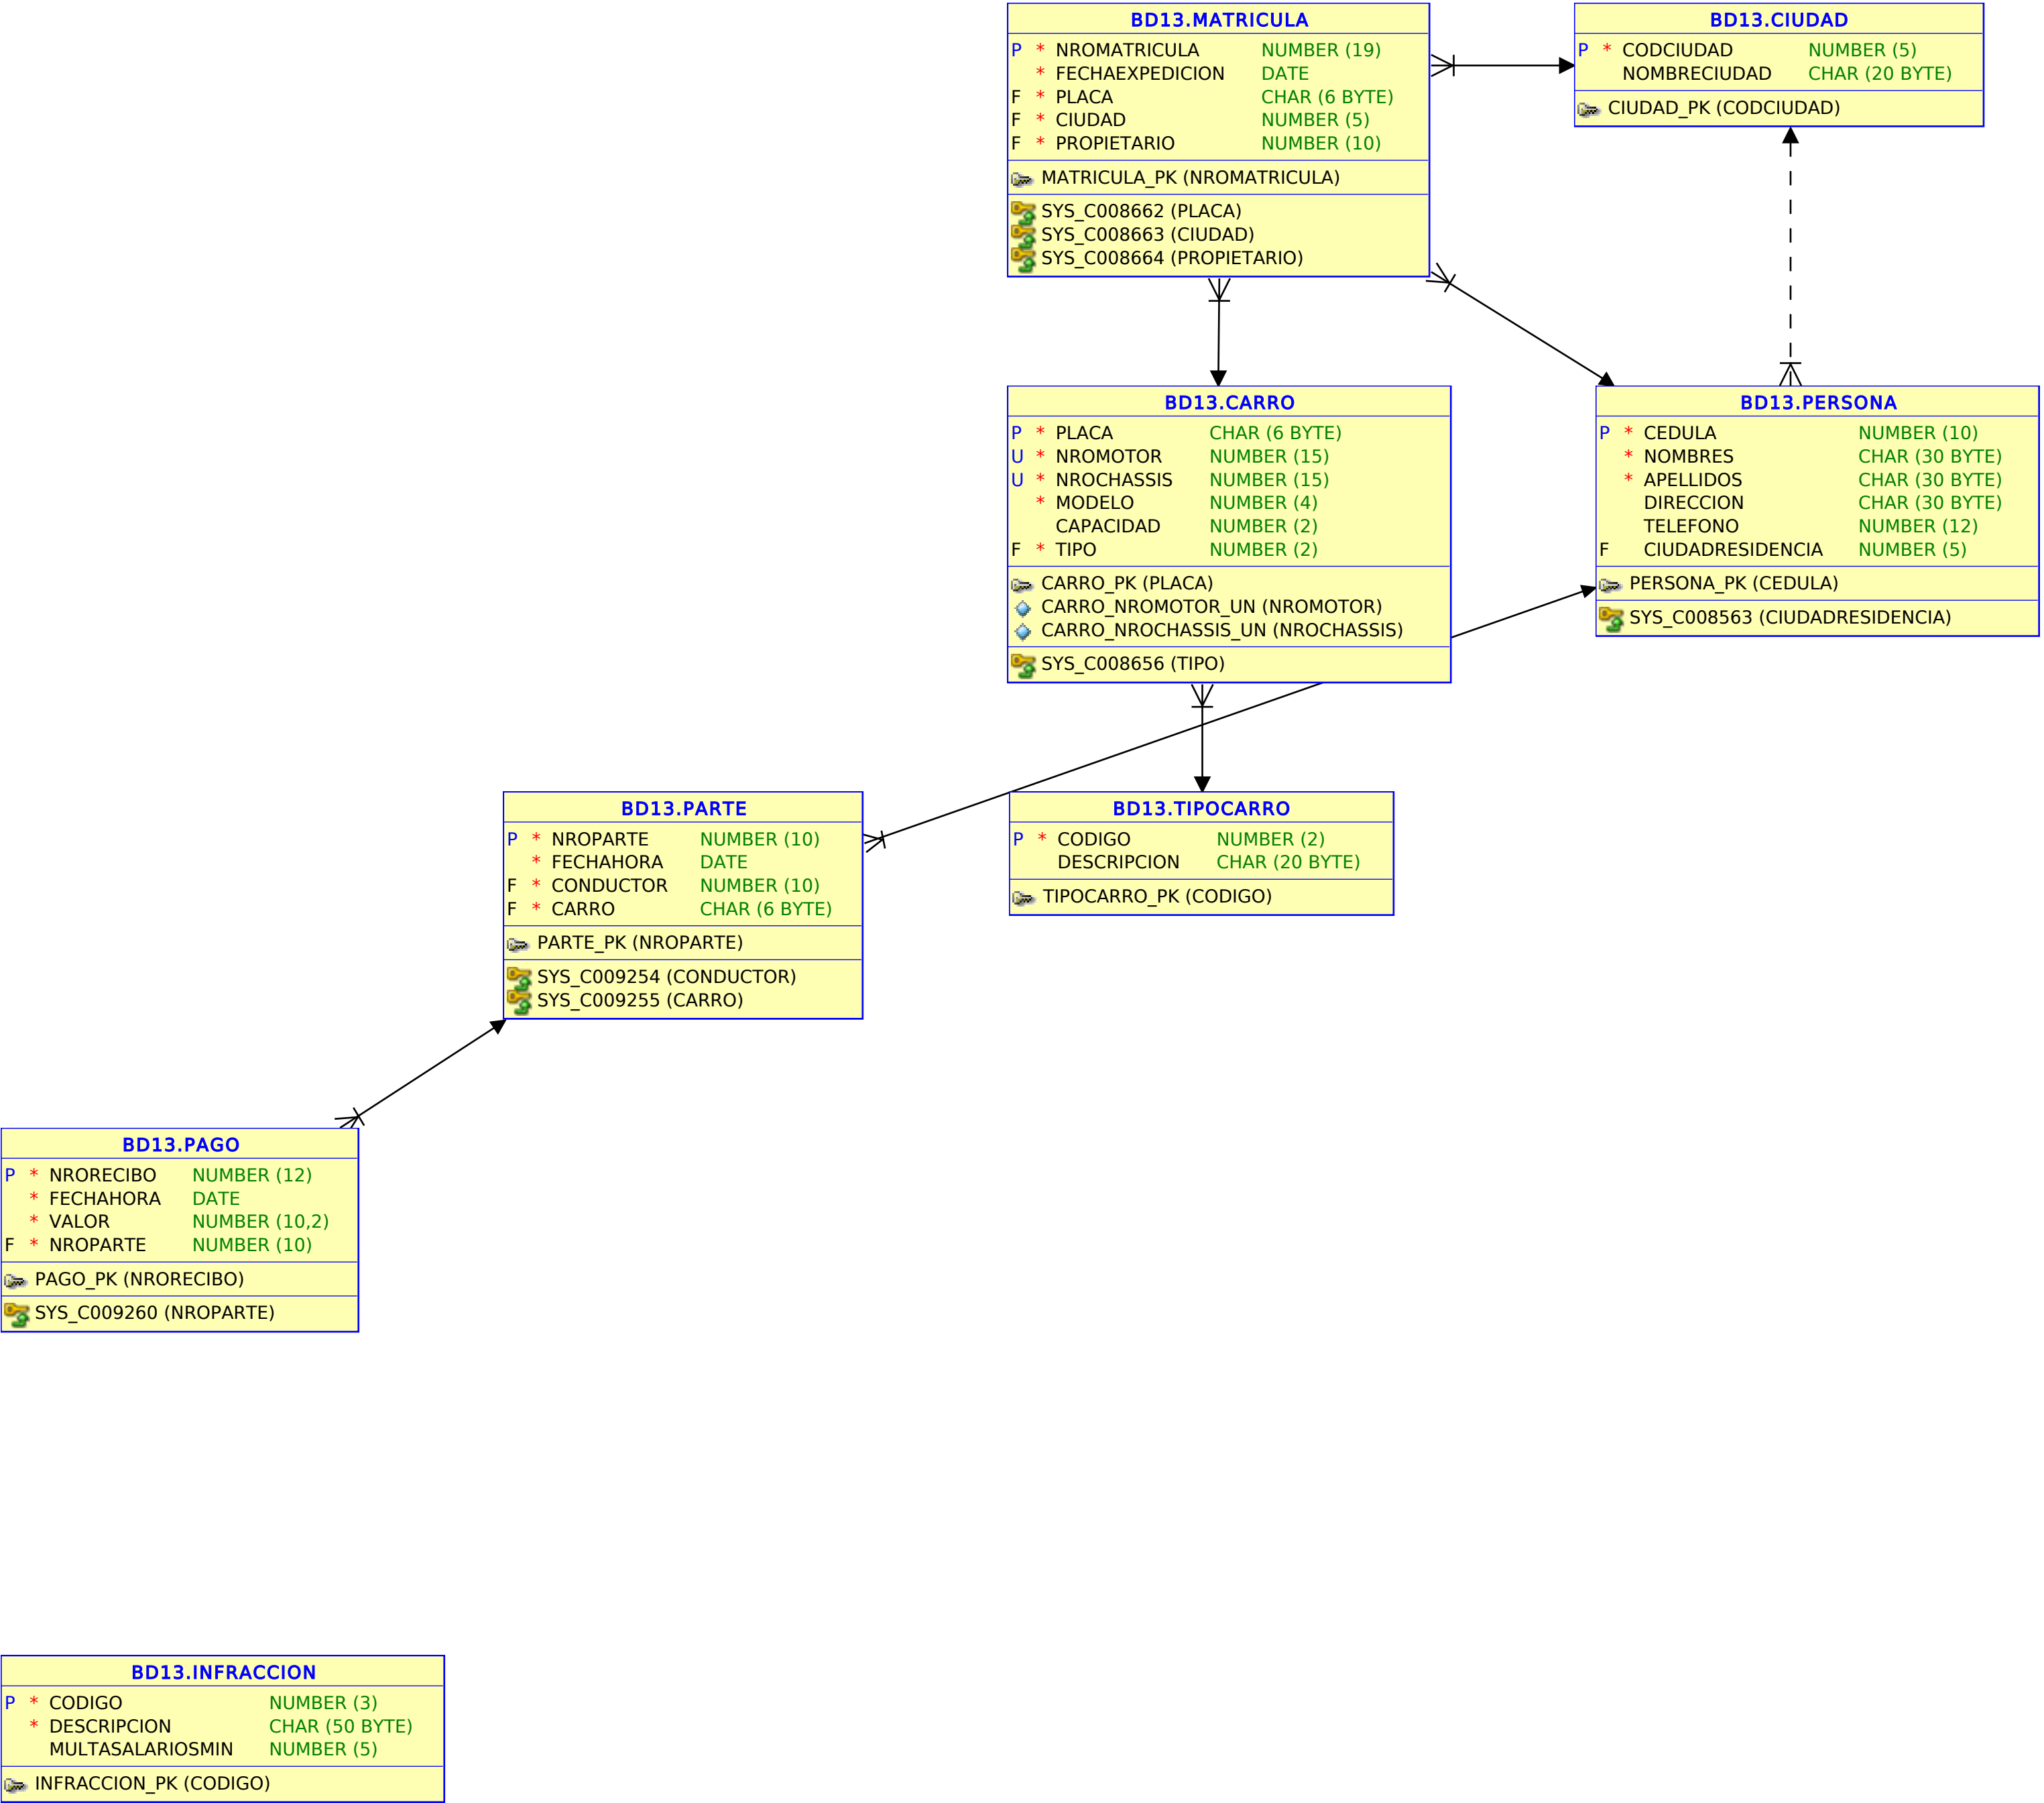 BD13.MATRICULA
P * NROMATRICULA NUMBER (19)
* FECHAEXPEDICION DATE
F * PLACA CHAR (6 BYTE)
F * CIUDAD NUMBER (5)
F * PROPIETARIO NUMBER (10)
MATRICULA_PK (NROMATRICULA)
SYS_C008662 (PLACA)
SYS_C008663 (CIUDAD)
SYS_C008664 (PROPIETARIO)
BD13.CIUDAD
P * CODCIUDAD NUMBER (5)
NOMBRECIUDAD CHAR (20 BYTE)
CIUDAD_PK (CODCIUDAD)
BD13.CARRO
P * PLACA CHAR (6 BYTE)
U * NROMOTOR NUMBER (15)
U * NROCHASSIS NUMBER (15)
* MODELO NUMBER (4)
CAPACIDAD NUMBER (2)
F * TIPO NUMBER (2)
CARRO_PK (PLACA)
CARRO_NROMOTOR_UN (NROMOTOR)
CARRO_NROCHASSIS_UN (NROCHASSIS)
SYS_C008656 (TIPO)
BD13.PERSONA
P * CEDULA NUMBER (10)
* NOMBRES CHAR (30 BYTE)
* APELLIDOS CHAR (30 BYTE)
DIRECCION CHAR (30 BYTE)
TELEFONO NUMBER (12)
F CIUDADRESIDENCIA NUMBER (5)
PERSONA_PK (CEDULA)
SYS_C008563 (CIUDADRESIDENCIA)
BD13.PARTE
P * NROPARTE NUMBER (10)
* FECHAHORA DATE
F * CONDUCTOR NUMBER (10)
F * CARRO CHAR (6 BYTE)
PARTE_PK (NROPARTE)
SYS_C009254 (CONDUCTOR)
SYS_C009255 (CARRO)
BD13.TIPOCARRO
P * CODIGO NUMBER (2)
DESCRIPCION CHAR (20 BYTE)
TIPOCARRO_PK (CODIGO)
BD13.PAGO
P * NRORECIBO NUMBER (12)
* FECHAHORA DATE
* VALOR NUMBER (10,2)
F * NROPARTE NUMBER (10)
PAGO_PK (NRORECIBO)
SYS_C009260 (NROPARTE)
BD13.INFRACCION
P * CODIGO NUMBER (3)
* DESCRIPCION CHAR (50 BYTE)
MULTASALARIOSMIN NUMBER (5)
INFRACCION_PK (CODIGO)